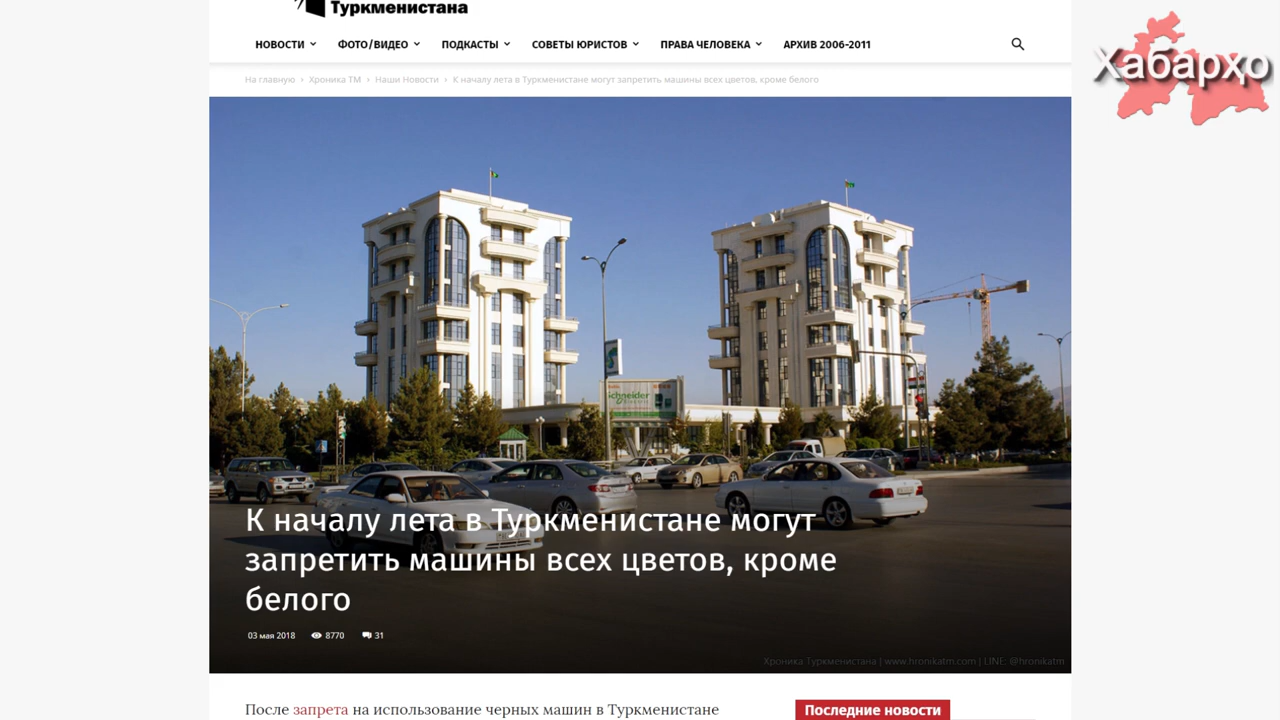 Туркменистана
НОВОСТИ ФОТО/ВИДЕО ПОДКАСТЫ СОВЕТЫ ЮРИСТОВ ПРАВА ЧЕЛОВЕКА АРХИВ 2006-2011
Хабарҳо
На главную › Хроника ТМ › Наши Новости › К началу лета в Туркменистане могут запретить машины всех цветов, кроме белого
Schneider
К началу лета в Туркменистане могут
запретить машины всех цветов, кроме
белого
03 мая 2018 8770 31
Хроника Туркменистана | www.hronikatm.com | LINE: @hronikatm
После запрета на использование черных машин в Туркменистане
Последние новости